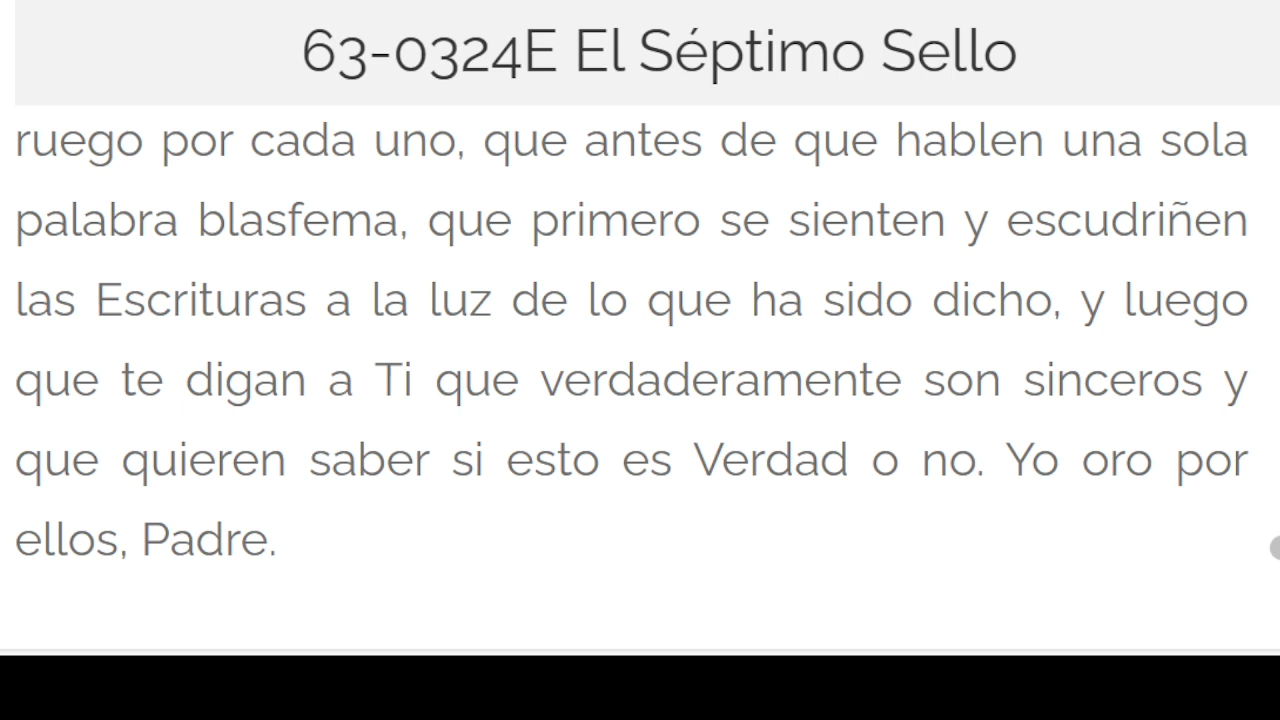 63-0324E El Séptimo Sello
ruego por cada uno, que antes de que hablen una sola
palabra blasfema, que primero se sienten y escudriñen
las Escrituras a la luz de lo que ha sido dicho, y luego
que te digan a Ti que verdaderamente son sinceros y
que quieren saber si esto es Verdad o no. Yo oro por
ellos, Padre.